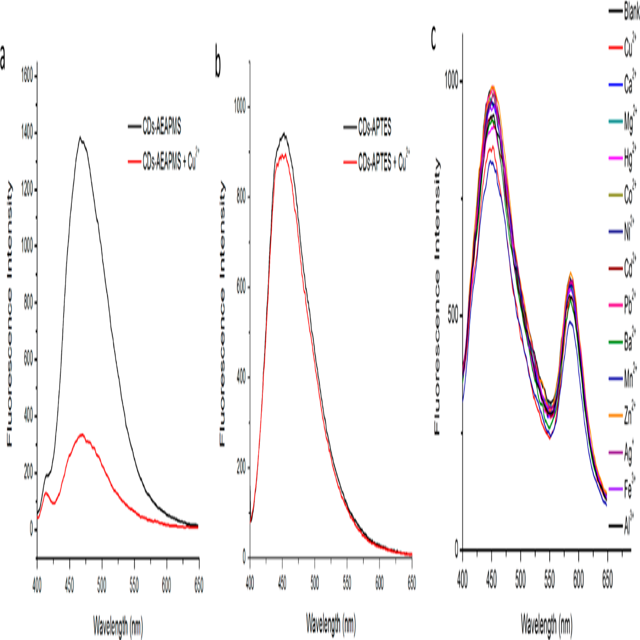 a
Fluorescence Intensity
1600
1400
1200
1000
800
600
400
200
0
400 450 500 550 600 650
Wavelength (nm)
CDs-AEAPMS
CDs-AEAPMS + Cu²⁺
b
Fluorescence Intensity
1000
800
600
400
200
0
400 450 500 550 600 650
Wavelength (nm)
CDs-APTES
CDs-APTES + Cu²⁺
c
Fluorescence Intensity
1000
500
0
400 450 500 550 600 650
Wavelength (nm)
Blank
Cu²⁺
Ca²⁺
Mg²⁺
Hg²⁺
Co²⁺
Ni²⁺
Cd²⁺
Pb²⁺
Ba²⁺
Mn²⁺
Zn²⁺
Ag⁺
Fe³⁺
Al³⁺